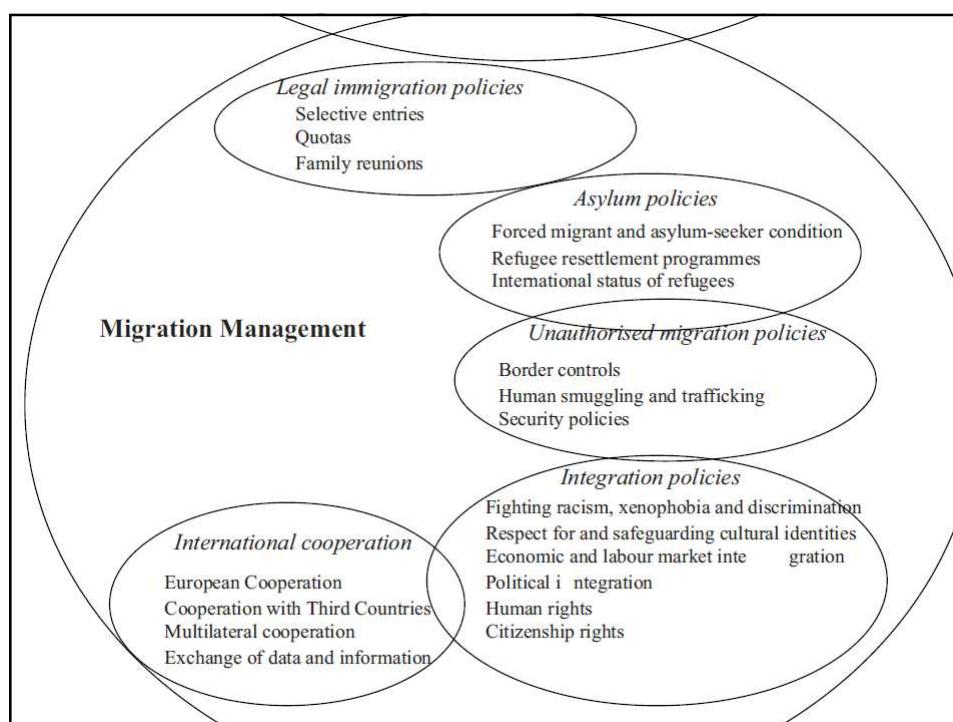 Legal immigration policies
Selective entries
Quotas
Family reunions
Asylum policies
Forced migrant and asylum-seeker condition
Refugee resettlement programmes
International status of refugees
Migration Management
Unauthorised migration policies
Border controls
Human smuggling and trafficking
Security policies
Integration policies
Fighting racism, xenophobia and discrimination
Respect for and safeguarding cultural identities
Economic and labour market inte gration
Political i ntegration
Human rights
Citizenship rights
International cooperation
European Cooperation
Cooperation with Third Countries
Multilateral cooperation
Exchange of data and information